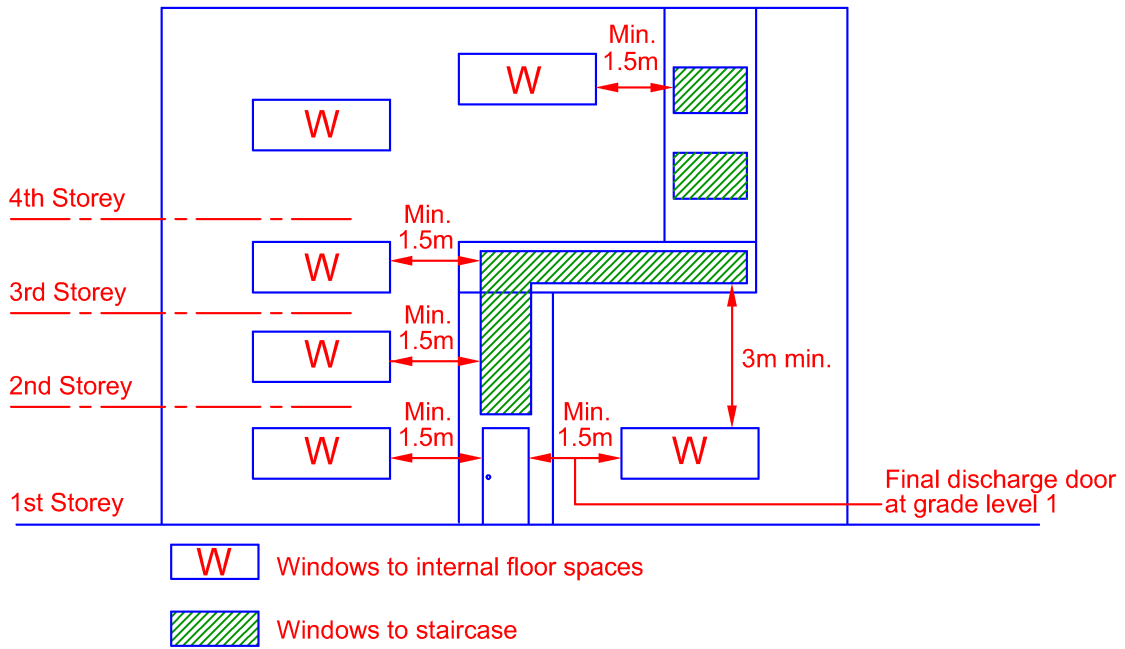 Min.
1.5m
W
W
4th Storey
Min.
1.5m
W
3rd Storey
Min.
1.5m
W
3m min.
2nd Storey
Min.
1.5m
Min.
1.5m
W
W
Final discharge door
at grade level 1
1st Storey
W
Windows to internal floor spaces
Windows to staircase